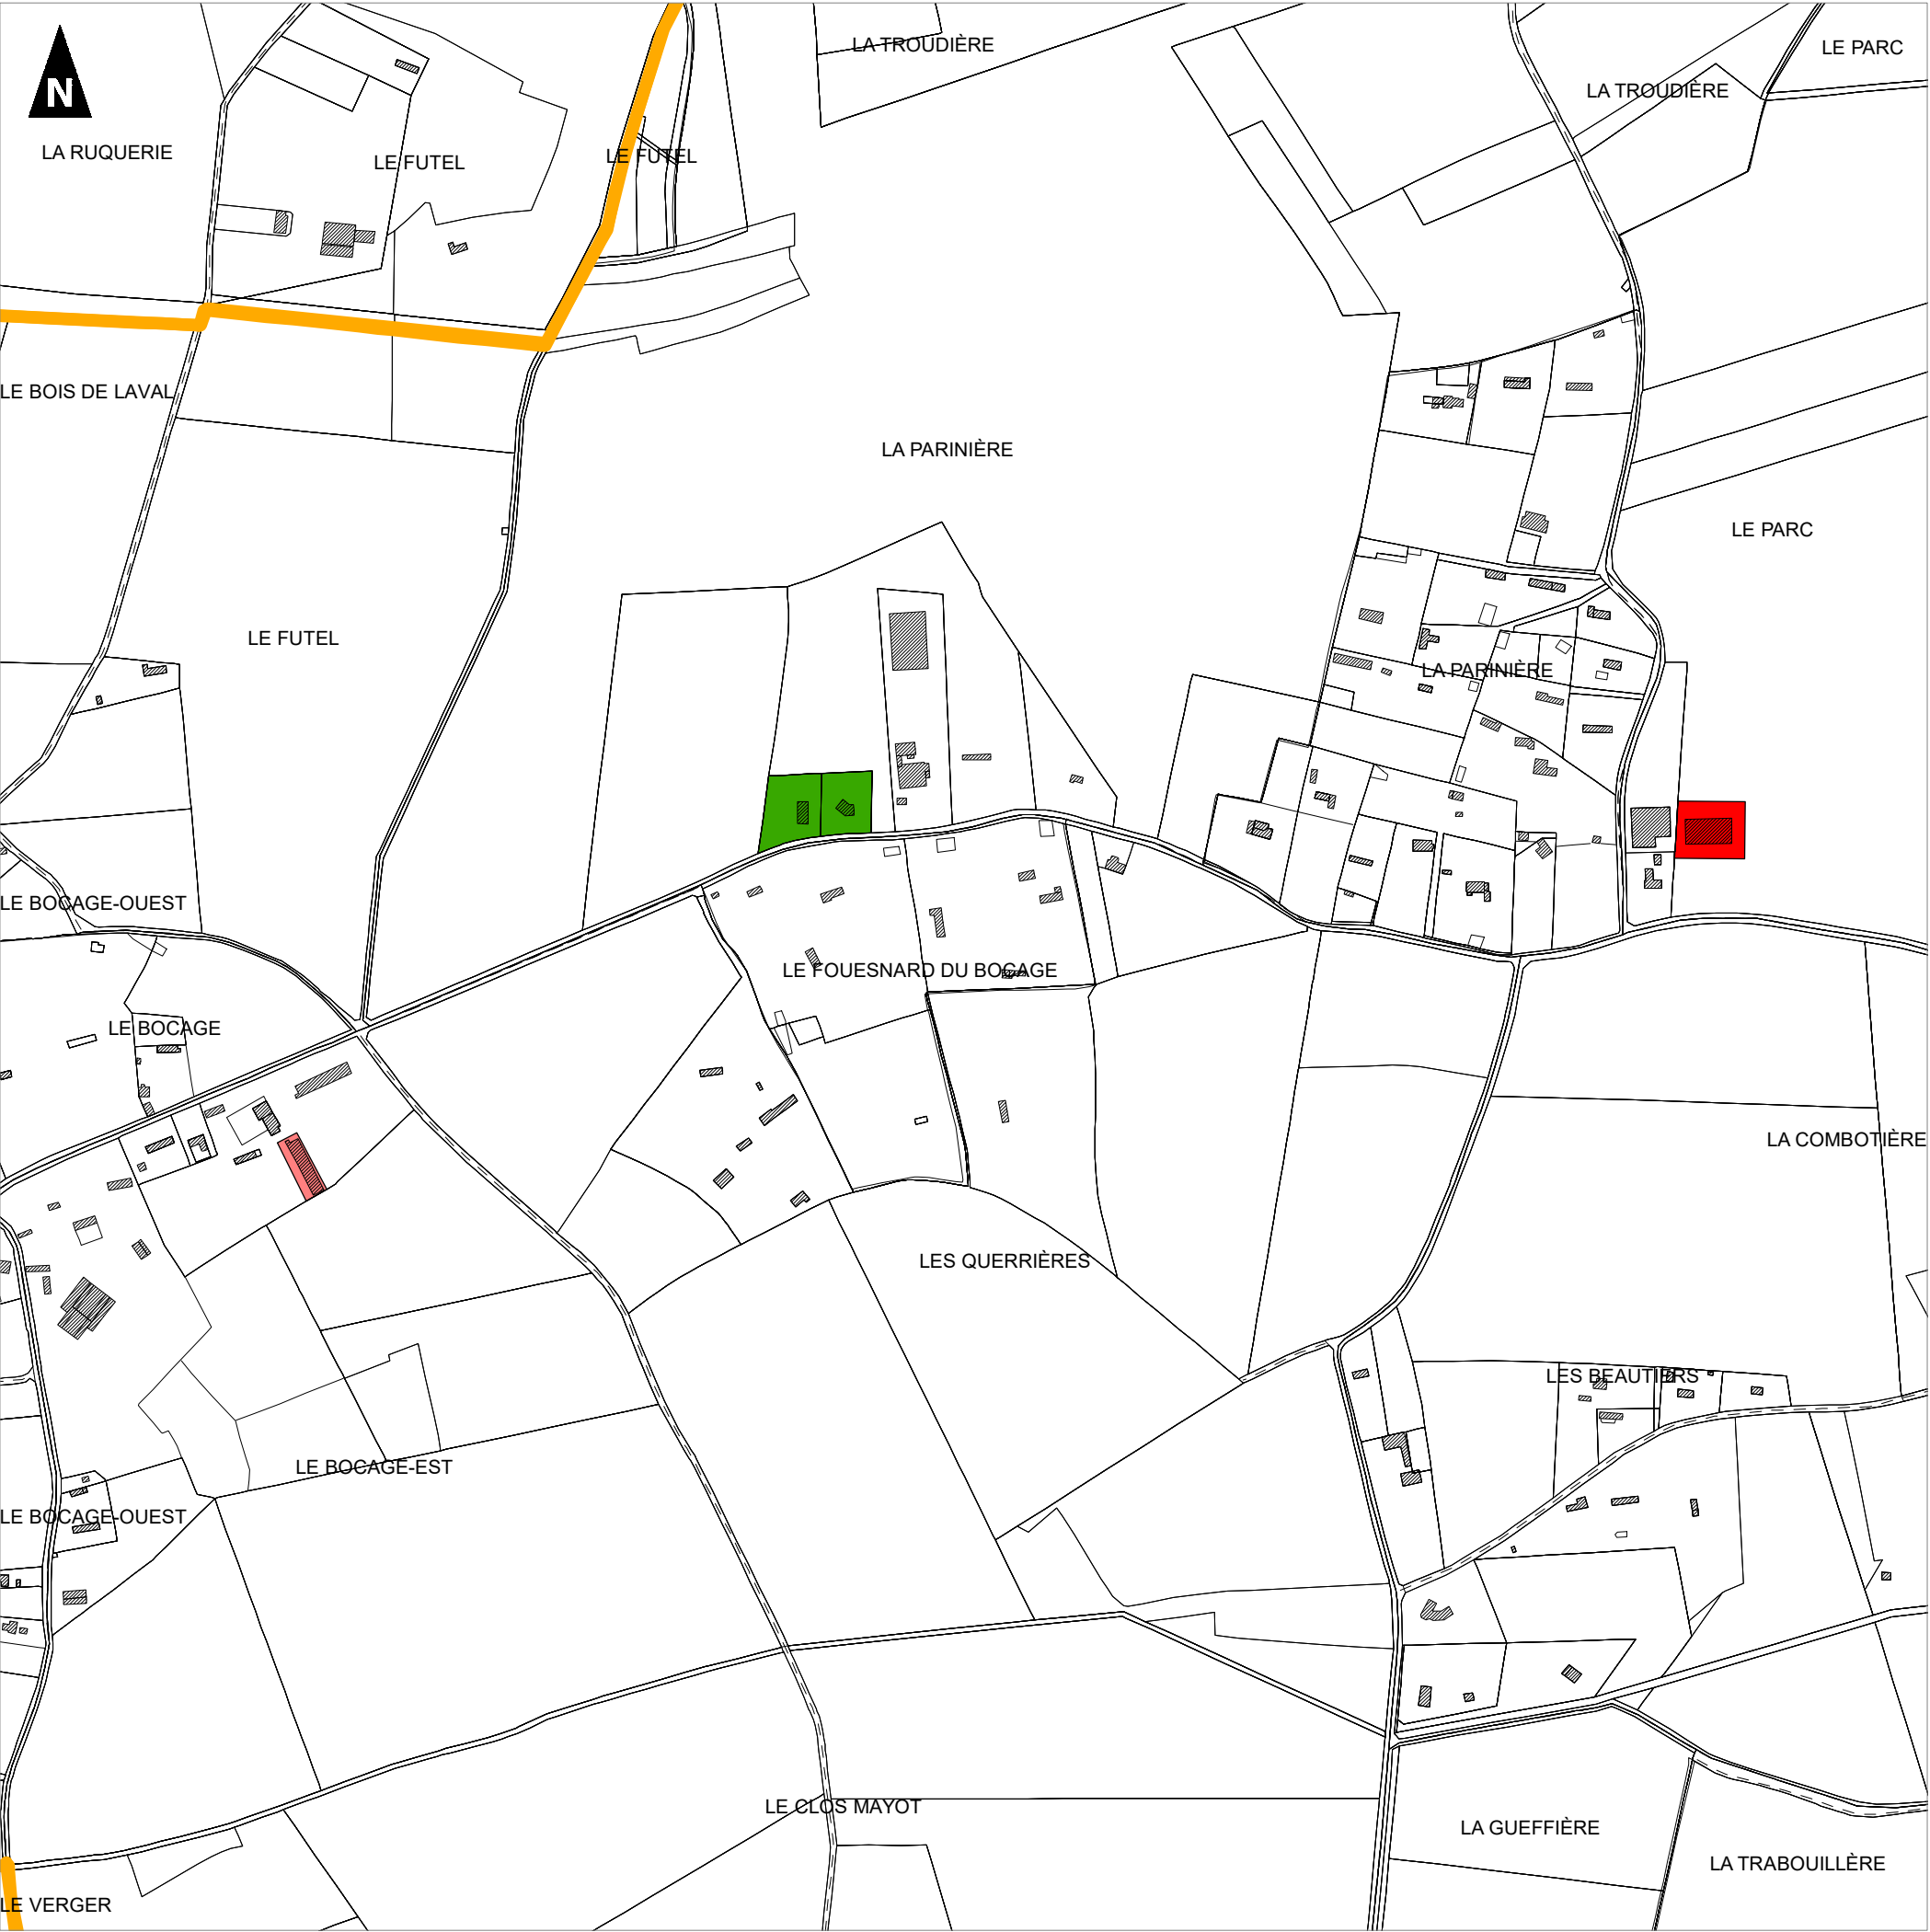 LA TROUDIÈRE
LE PARC
N
LA TROUDIÈRE
LA RUQUERIE
LE FUTEL
LE FUTEL
LE BOIS DE LAVAL
LA PARINIÈRE
LE PARC
LE FUTEL
LA PARINIÈRE
LE BOCAGE-OUEST
LE FOUESNARD DU BOCAGE
LE BOCAGE
LA COMBOTIÈRE
LES QUERRIÈRES
LES BEAUTIERS
LE BOCAGE-EST
LE BOCAGE-OUEST
LE CLOS MAYOT
LA GUEFFIÈRE
LA TRABOUILLÈRE
LE VERGER